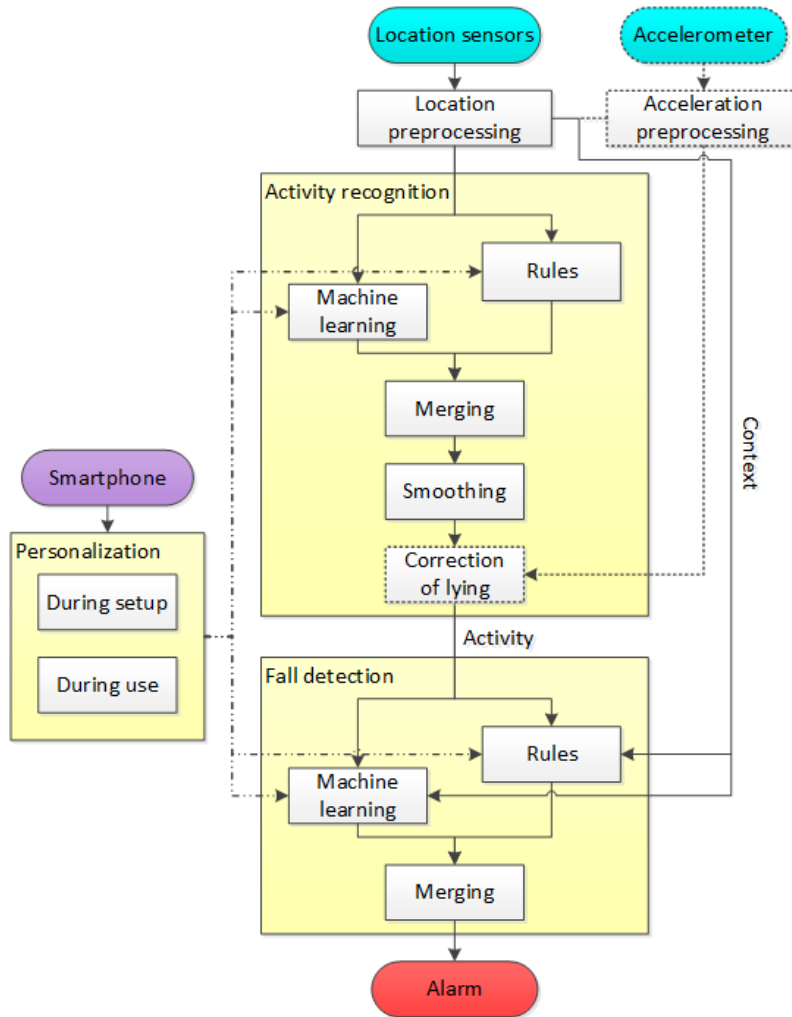 Location sensors
Accelerometer
Location
preprocessing
Acceleration
preprocessing
Activity recognition
Rules
Machine
learning
Merging
Context
Smartphone
Smoothing
Personalization
During setup
During use
Correction
of lying
Activity
Fall detection
Rules
Machine
learning
Merging
Alarm